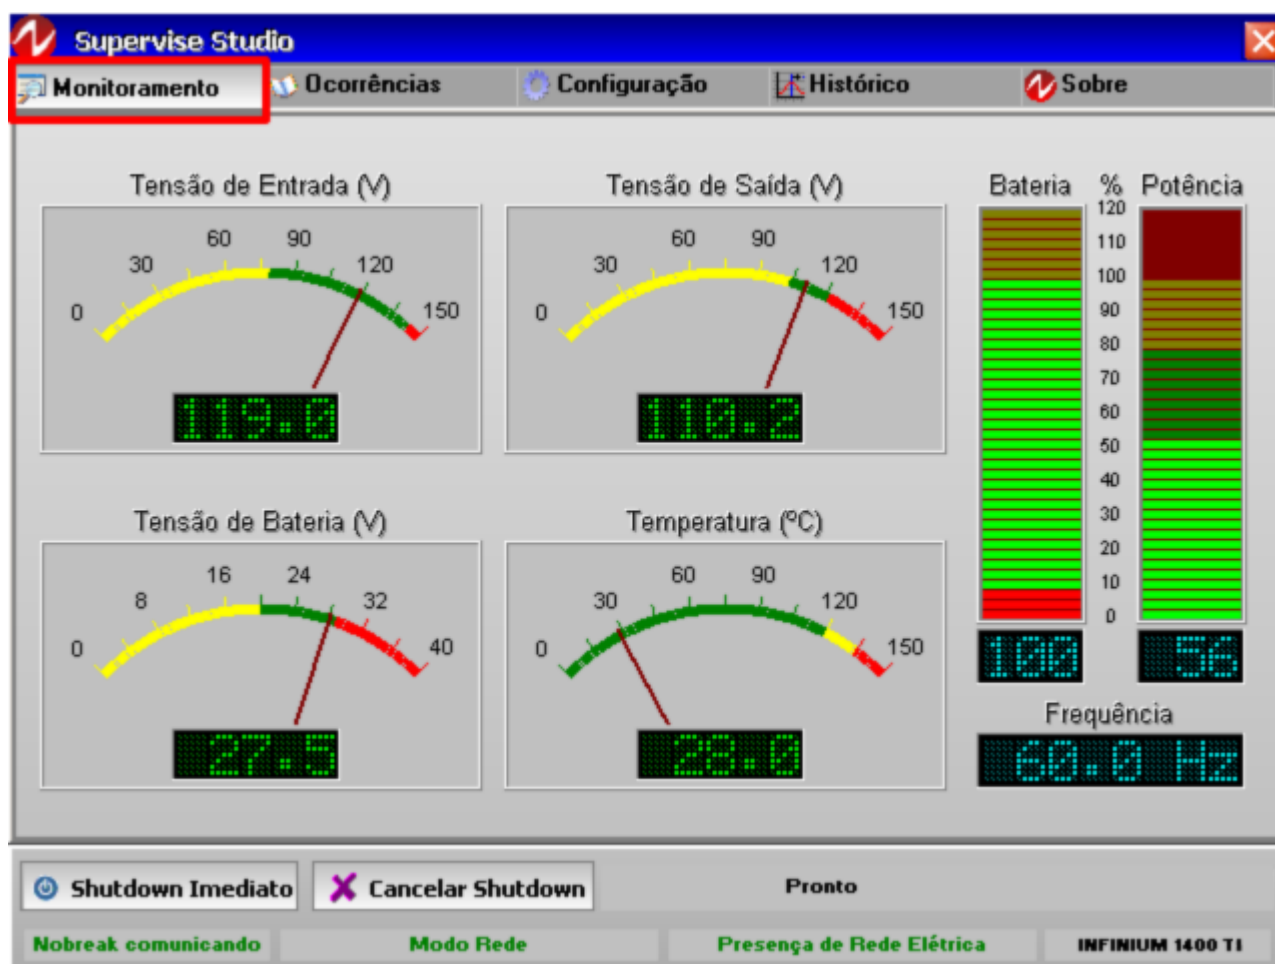 Supervise Studio
Monitoramento
Ocorrências
Configuração
Histórico
Sobre
Tensão de Entrada (V)
0 30 60 90 120 150
119.0
Tensão de Saída (V)
0 30 60 90 120 150
110.2
Tensão de Bateria (V)
0 8 16 24 32 40
27.5
Temperatura (ºC)
0 30 60 90 120 150
28.0
Bateria % Potência
120
110
100
90
80
70
60
50
40
30
20
10
0
100 56
Frequência
60.0 Hz
Shutdown Imediato
Cancelar Shutdown
Pronto
Nobreak comunicando
Modo Rede
Presença de Rede Elétrica
INFINIUM 1400 TI